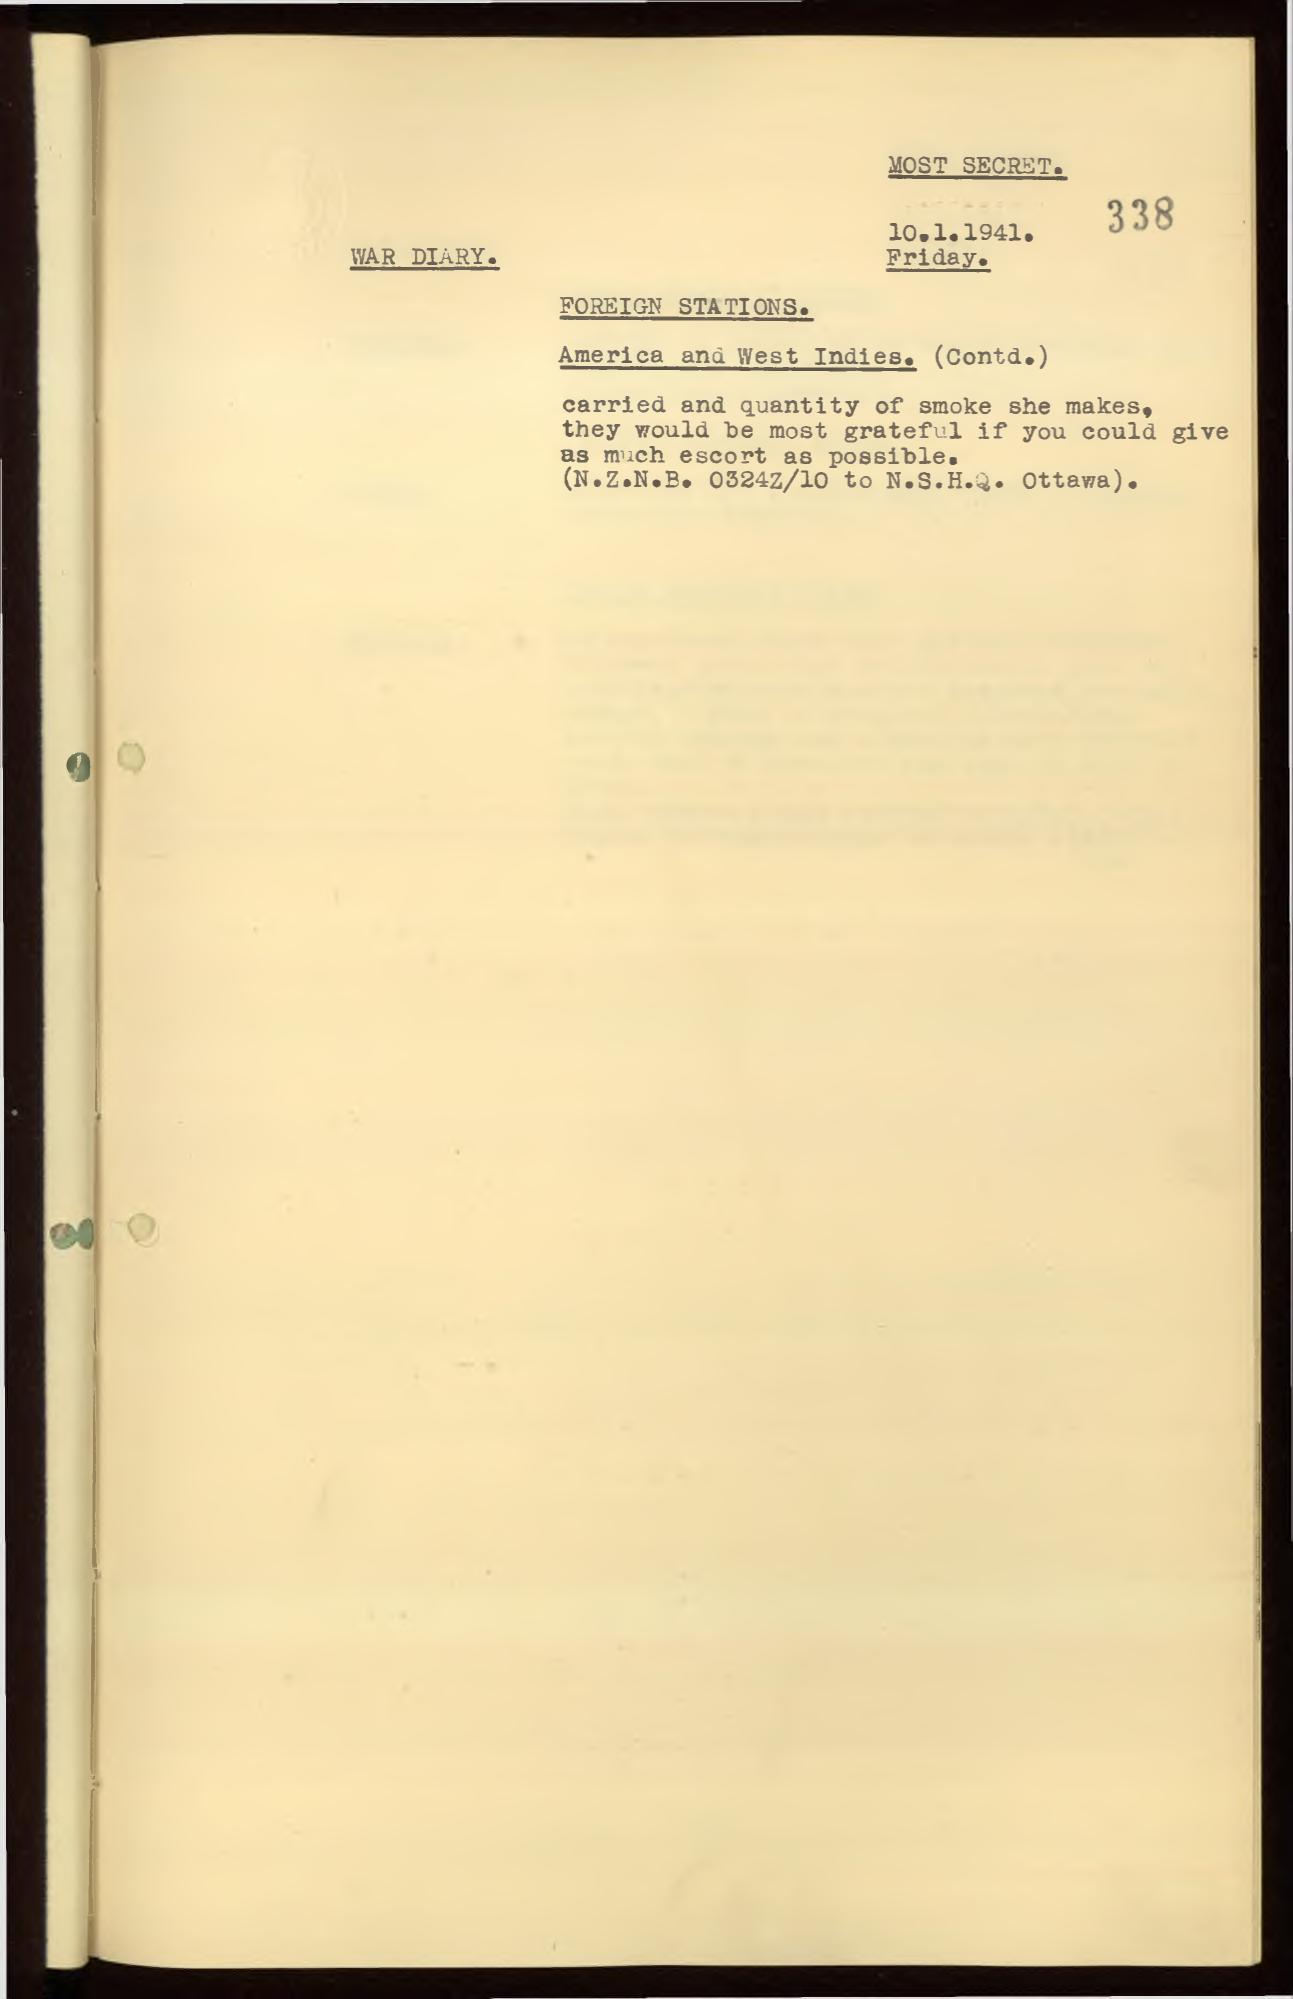 MOST SECRET.
338
10.1.1941.
WAR DIARY.
Friday.
FOREIGN STATIONS.
America and West Indies. (Contd.)
carried and quantity of smoke she makes,
they would be most grateful if you could give
as much escort as possible.
(N.Z.N.B. 0324Z/10 to N.S.H.Q. Ottawa).